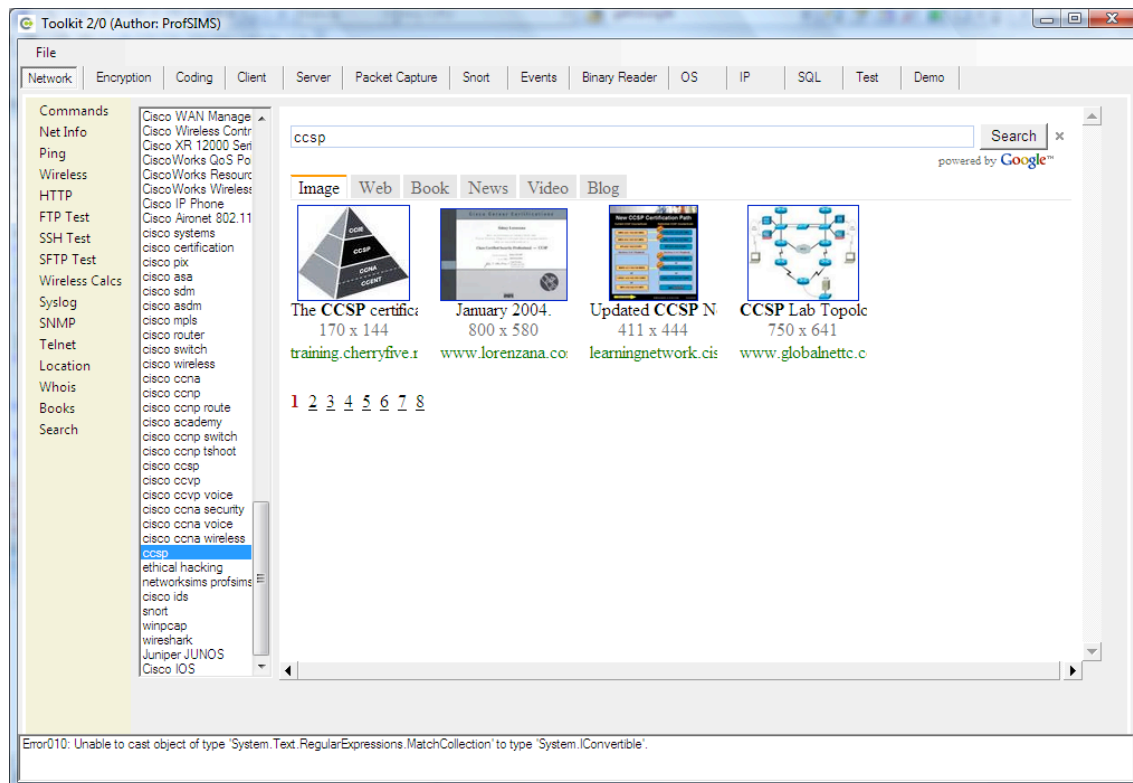 Toolkit 2/0 (Author: ProfSIMS)
File
Network Encryption Coding Client Server Packet Capture Snort Events Binary Reader OS IP SQL Test Demo
Commands
Net Info
Ping
Wireless
HTTP
FTP Test
SSH Test
SFTP Test
Wireless Calcs
Syslog
SNMP
Telnet
Location
Whois
Books
Search
Cisco WAN Manage
Cisco Wireless Contr
Cisco XR 12000 Seri
CiscoWorks QoS Po
CiscoWorks Resourc
CiscoWorks Wireless
Cisco IP Phone
Cisco Aironet 802.11
cisco systems
cisco certification
cisco pix
cisco asa
cisco sdm
cisco asdm
cisco mpls
cisco router
cisco switch
cisco wireless
cisco ccna
cisco ccnp
cisco ccnp route
cisco academy
cisco ccnp switch
cisco ccnp tshoot
cisco ccsp
cisco ccvp
cisco ccvp voice
cisco ccna security
cisco ccna voice
cisco ccna wireless
ccsp
ethical hacking
networksims profsims
cisco ids
snort
winpcap
wireshark
Juniper JUNOS
Cisco IOS
ccsp Search ×
powered by Google™
Image Web Book News Video Blog
CCIE
CCSP
CCNA
CCENT
Cisco Career Certifications
New CCSP Certification Path
The CCSP certifica
170 x 144
training.cherryfive.r
January 2004.
800 x 580
www.lorenzana.co
Updated CCSP N
411 x 444
learningnetwork.cis
CCSP Lab Topolc
750 x 641
www.globalnettc.c
1 2 3 4 5 6 7 8
Error010: Unable to cast object of type 'System.Text.RegularExpressions.MatchCollection' to type 'System.IConvertible'.